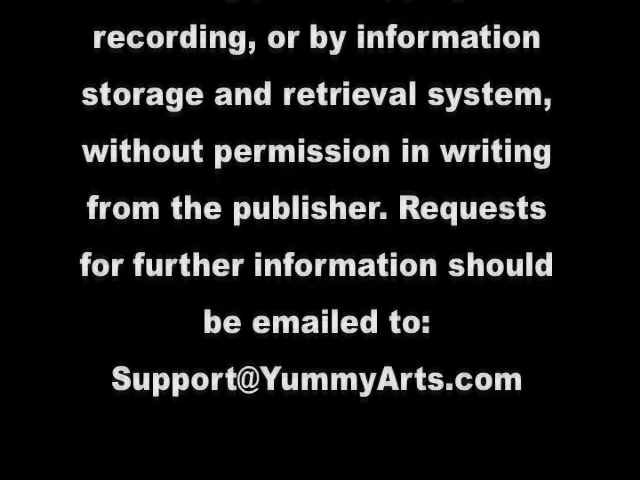 recording, or by information
storage and retrieval system,
without permission in writing
from the publisher. Requests
for further information should
be emailed to:
Support@YummyArts.com